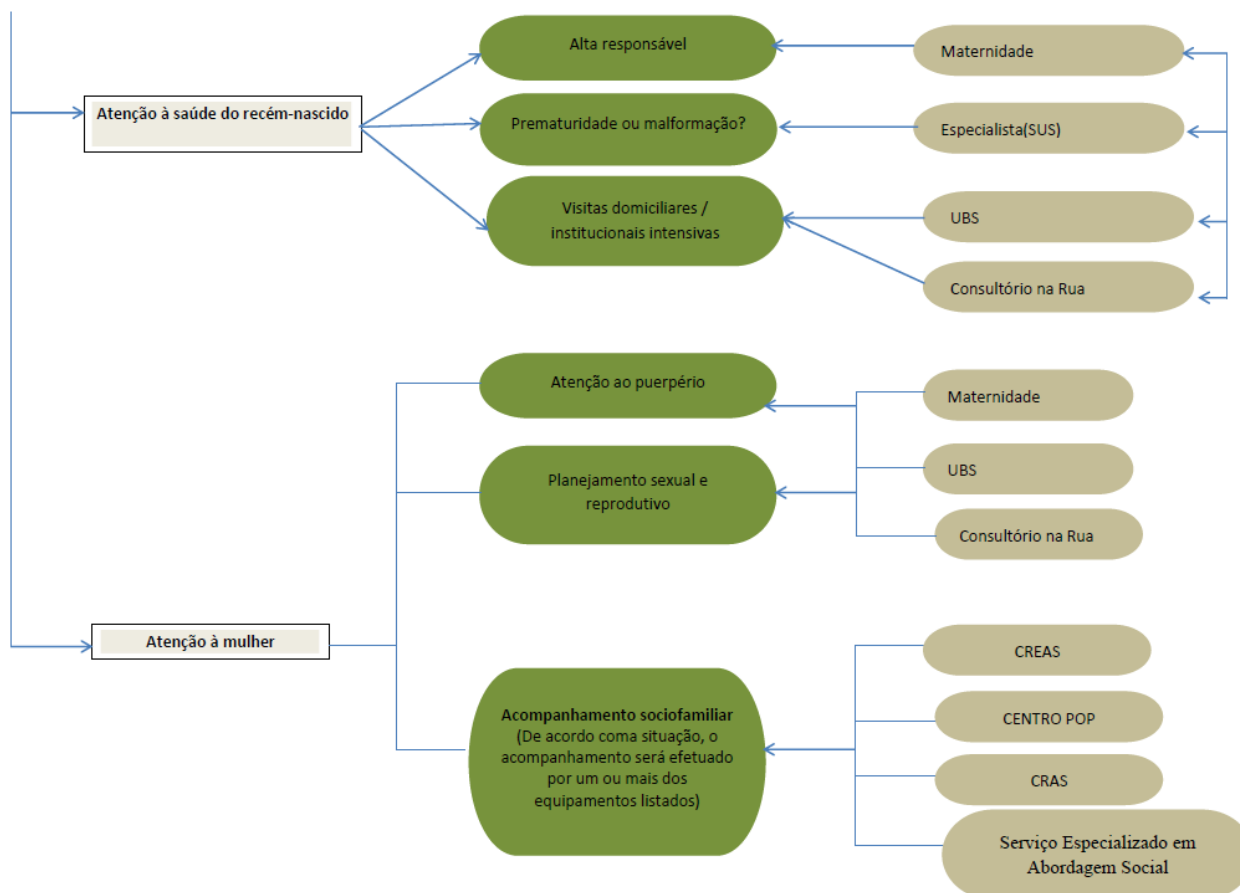 Alta responsável
Maternidade
Atenção à saúde do recém-nascido
Prematuridade ou malformação?
Especialista(SUS)
Visitas domiciliares /
institucionais intensivas
UBS
Consultório na Rua
Atenção ao puerpério
Maternidade
Planejamento sexual e
reprodutivo
UBS
Consultório na Rua
Atenção à mulher
Acompanhamento sociofamiliar
(De acordo coma situação, o
acompanhamento será efetuado
por um ou mais dos
equipamentos listados)
CREAS
CENTRO POP
CRAS
Serviço Especializado em
Abordagem Social